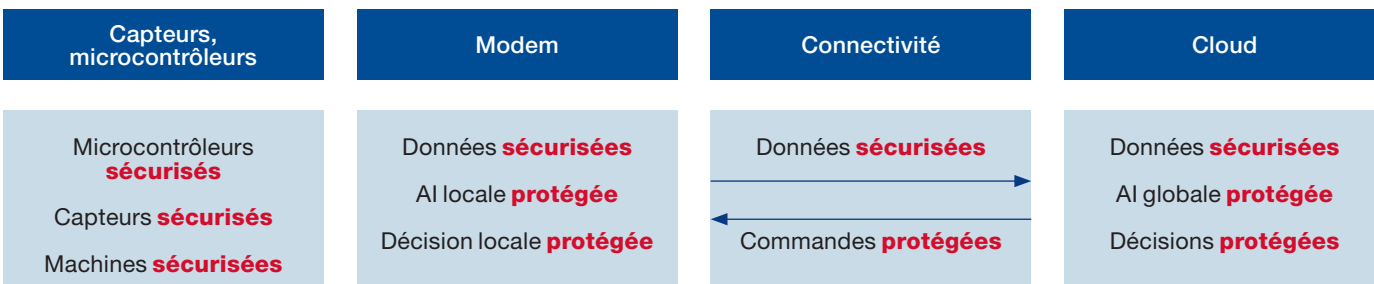 Capteurs,
microcontrôleurs
Modem
Connectivité
Cloud
Microcontrôleurs
sécurisés
Capteurs sécurisés
Machines sécurisées
Données sécurisées
AI locale protégée
Décision locale protégée
Données sécurisées
Commandes protégées
Données sécurisées
AI globale protégée
Décisions protégées